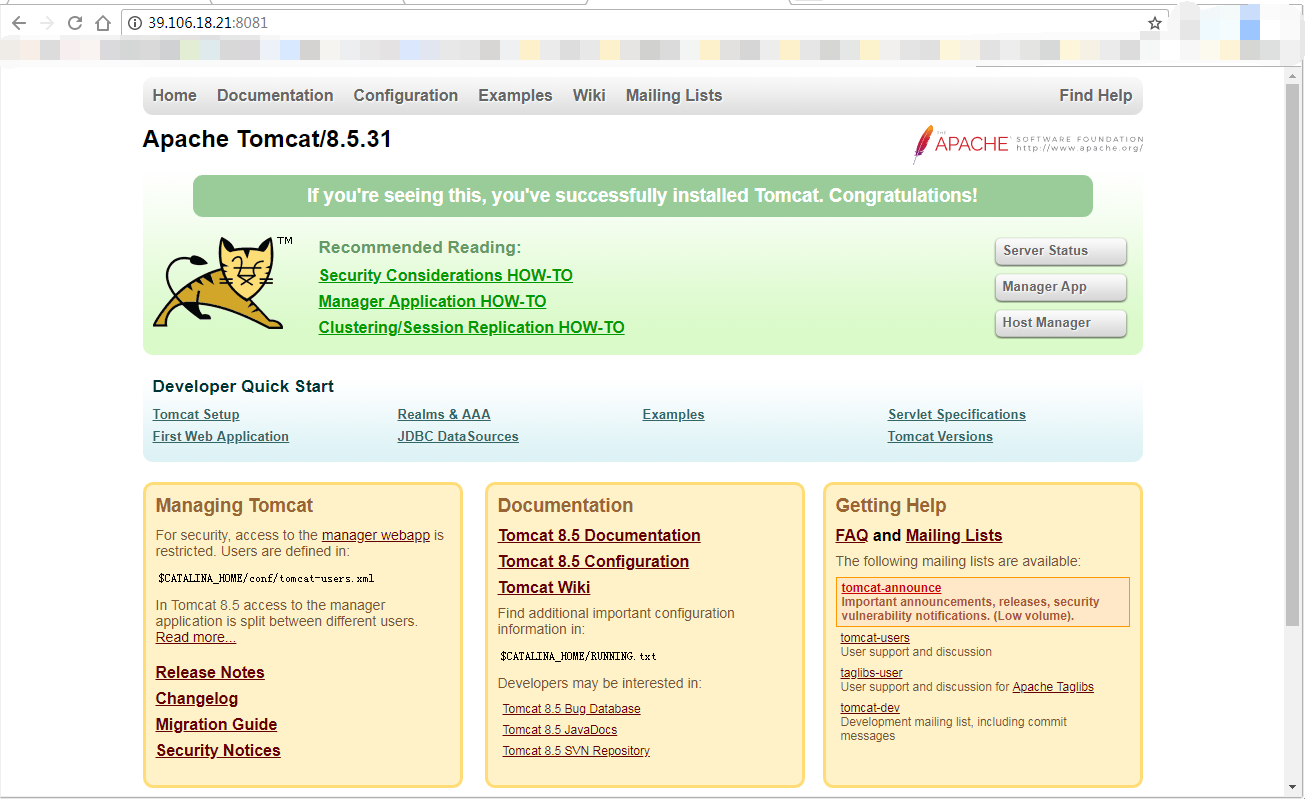 39.106.18.21:8081
Home Documentation Configuration Examples Wiki Mailing Lists Find Help
Apache Tomcat/8.5.31
THE APACHE SOFTWARE FOUNDATION
http://www.apache.org/
If you're seeing this, you've successfully installed Tomcat. Congratulations!
TM
Recommended Reading:
Security Considerations HOW-TO
Manager Application HOW-TO
Clustering/Session Replication HOW-TO
Server Status
Manager App
Host Manager
Developer Quick Start
Tomcat Setup
First Web Application
Realms & AAA
JDBC DataSources
Examples
Servlet Specifications
Tomcat Versions
Managing Tomcat
For security, access to the manager webapp is
restricted. Users are defined in:
$CATALINA_HOME/conf/tomcat-users.xml
In Tomcat 8.5 access to the manager
application is split between different users.
Read more...
Release Notes
Changelog
Migration Guide
Security Notices
Documentation
Tomcat 8.5 Documentation
Tomcat 8.5 Configuration
Tomcat Wiki
Find additional important configuration
information in:
$CATALINA_HOME/RUNNING.txt
Developers may be interested in:
Tomcat 8.5 Bug Database
Tomcat 8.5 JavaDocs
Tomcat 8.5 SVN Repository
Getting Help
FAQ and Mailing Lists
The following mailing lists are available:
tomcat-announce
Important announcements, releases, security
vulnerability notifications. (Low volume).
tomcat-users
User support and discussion
taglibs-user
User support and discussion for Apache Taglibs
tomcat-dev
Development mailing list, including commit
messages